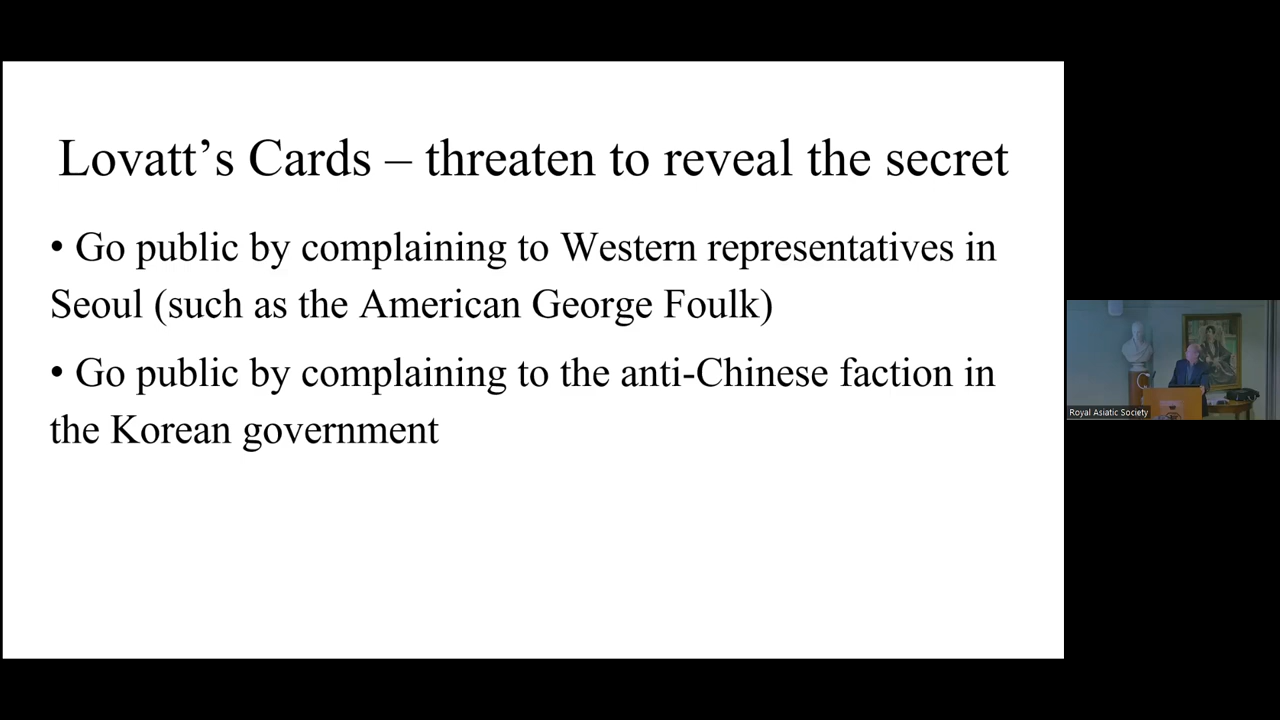 Lovatt’s Cards – threaten to reveal the secret
• Go public by complaining to Western representatives in
Seoul (such as the American George Foulk)
• Go public by complaining to the anti-Chinese faction in
the Korean government
Royal Asiatic Society